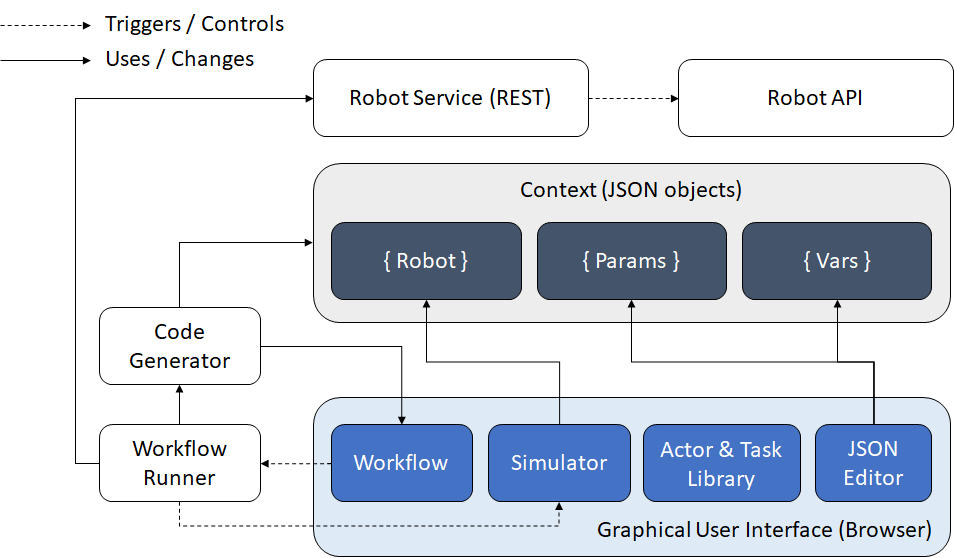 Triggers / Controls
Uses / Changes
Robot Service (REST)
Robot API
Context (JSON objects)
{ Robot }
{ Params }
{ Vars }
Code
Generator
Workflow
Runner
Workflow
Simulator
Actor & Task
Library
JSON
Editor
Graphical User Interface (Browser)